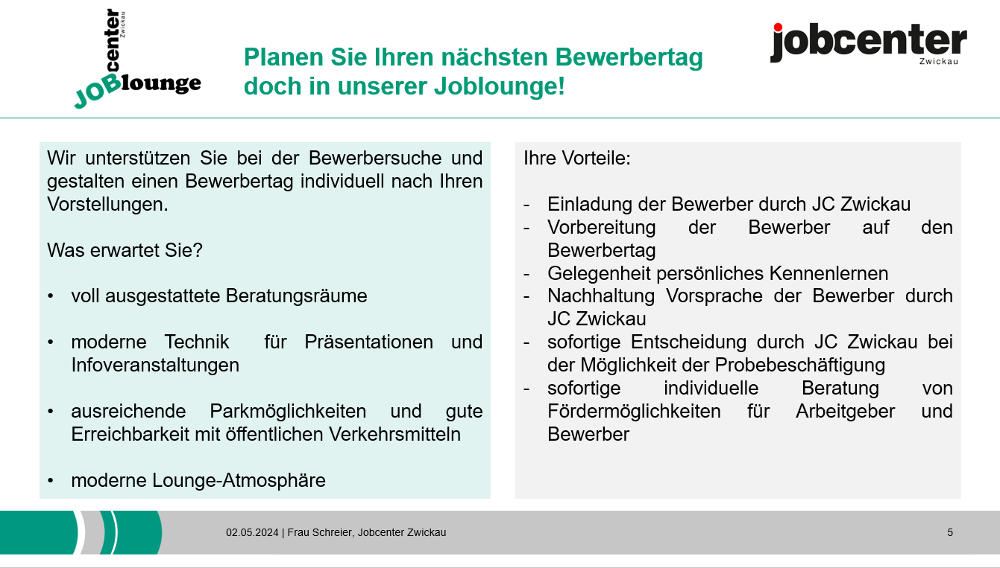 jobcenter
Zwickau
JOBlounge
Planen Sie Ihren nächsten Bewerbertag
doch in unserer Joblounge!
jobcenter
Zwickau
Wir unterstützen Sie bei der Bewerbersuche und
gestalten einen Bewerbertag individuell nach Ihren
Vorstellungen.
Was erwartet Sie?
• voll ausgestattete Beratungsräume
• moderne Technik für Präsentationen und
Infoveranstaltungen
• ausreichende Parkmöglichkeiten und gute
Erreichbarkeit mit öffentlichen Verkehrsmitteln
• moderne Lounge-Atmosphäre
Ihre Vorteile:
- Einladung der Bewerber durch JC Zwickau
- Vorbereitung der Bewerber auf den
Bewerbertag
- Gelegenheit persönliches Kennenlernen
- Nachhaltung Vorsprache der Bewerber durch
JC Zwickau
- sofortige Entscheidung durch JC Zwickau bei
der Möglichkeit der Probebeschäftigung
- sofortige individuelle Beratung von
Fördermöglichkeiten für Arbeitgeber und
Bewerber
02.05.2024 | Frau Schreier, Jobcenter Zwickau
5